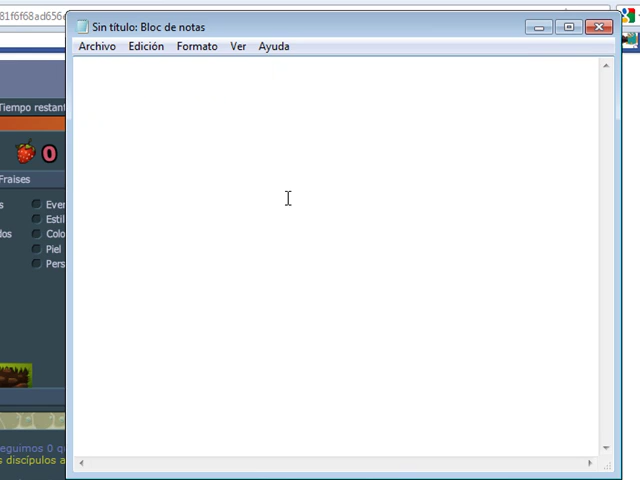 81f6f68ad656
Sin título: Bloc de notas
Archivo Edición Formato Ver Ayuda
Tiempo restant
0
Fraises
s Ever
Estil
dos Colo
Piel
Pers
eguimos 0 q
s discípulos a